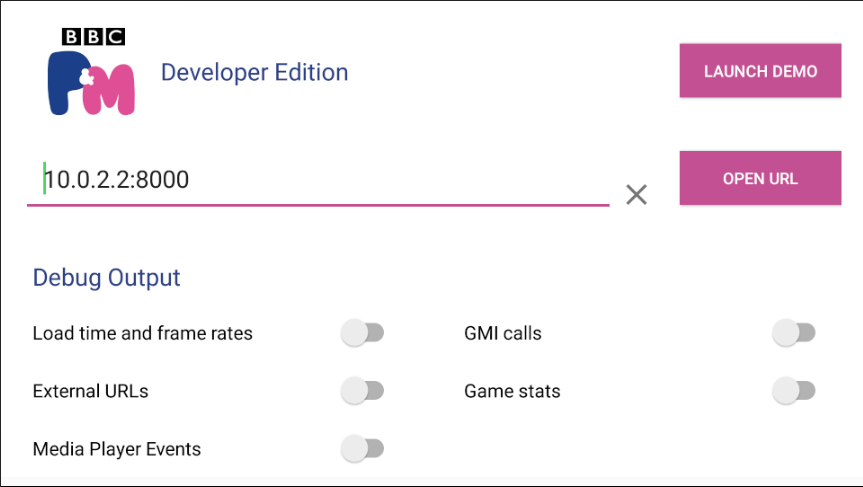 BBC
P&M
Developer Edition
LAUNCH DEMO
10.0.2.2:8000
OPEN URL
Debug Output
Load time and frame rates
GMI calls
External URLs
Game stats
Media Player Events